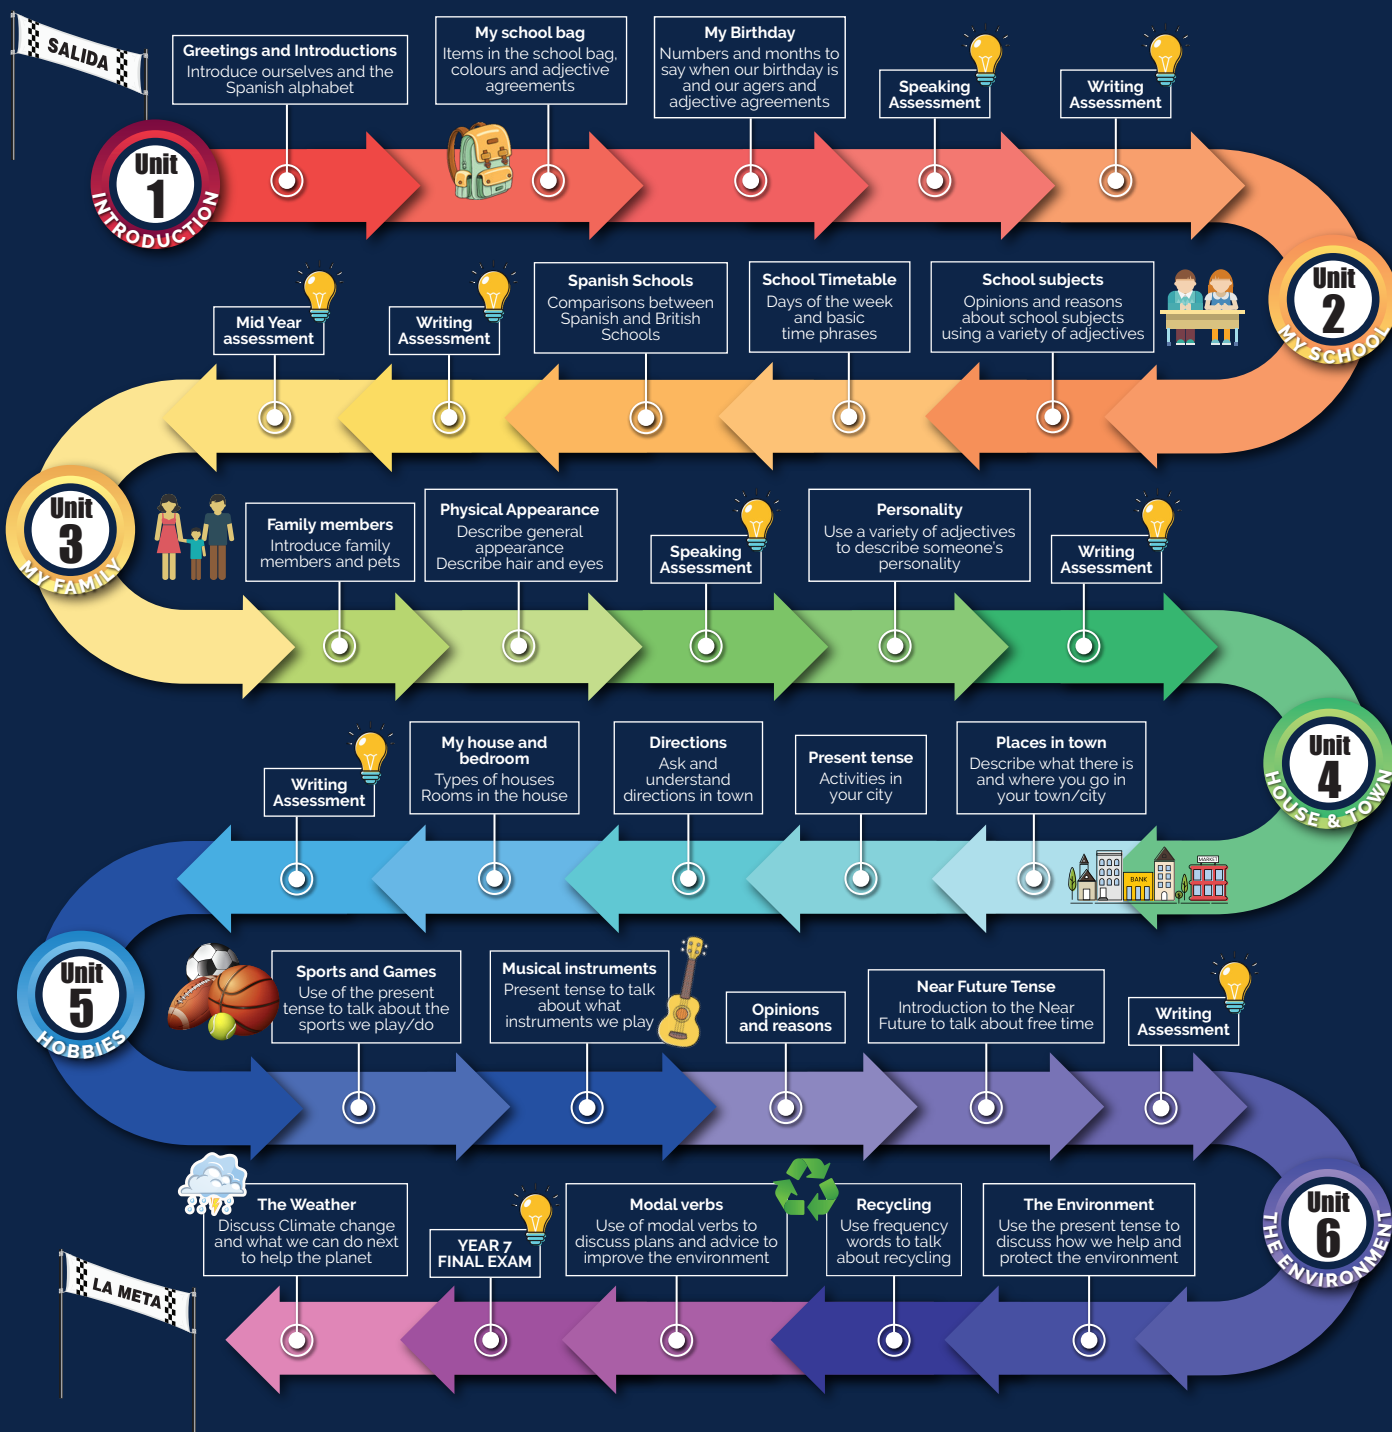 SALIDA
Unit
1
INTRODUCTION
Greetings and Introductions
Introduce ourselves and the
Spanish alphabet
My school bag
Items in the school bag,
colours and adjective
agreements
My Birthday
Numbers and months to
say when our birthday is
and our agers and
adjective agreements
Speaking
Assessment
Writing
Assessment
Unit
2
MY SCHOOL
School subjects
Opinions and reasons
about school subjects
using a variety of adjectives
School Timetable
Days of the week
and basic
time phrases
Spanish Schools
Comparisons between
Spanish and British
Schools
Writing
Assessment
Mid Year
assessment
Unit
3
MY FAMILY
Family members
Introduce family
members and pets
Physical Appearance
Describe general
appearance
Describe hair and eyes
Speaking
Assessment
Personality
Use a variety of adjectives
to describe someone's
personality
Writing
Assessment
Unit
4
HOUSE & TOWN
Places in town
Describe what there is
and where you go in
your town/city
BANK
MARKET
Present tense
Activities in
your city
Directions
Ask and
understand
directions in town
My house and
bedroom
Types of houses
Rooms in the house
Writing
Assessment
Unit
5
HOBBIES
Sports and Games
Use of the present
tense to talk about the
sports we play/do
Musical instruments
Present tense to talk
about what
instruments we play
Opinions
and reasons
Near Future Tense
Introduction to the Near
Future to talk about free time
Writing
Assessment
Unit
6
THE ENVIRONMENT
The Environment
Use the present tense to
discuss how we help and
protect the environment
Recycling
Use frequency
words to talk
about recycling
Modal verbs
Use of modal verbs to
discuss plans and advice to
improve the environment
YEAR 7
FINAL EXAM
The Weather
Discuss Climate change
and what we can do next
to help the planet
LA META